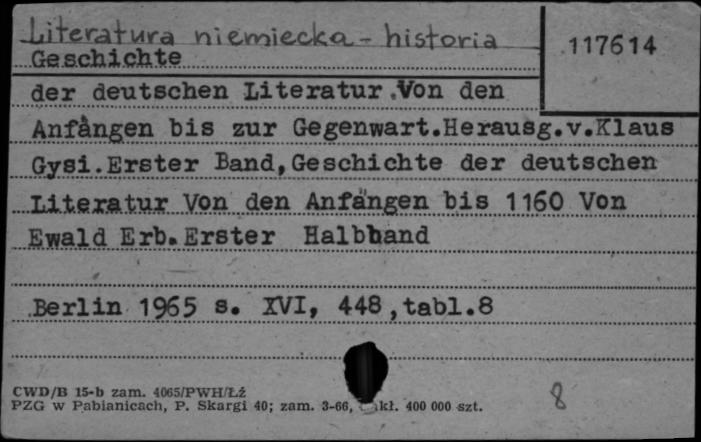 Literatura niemiecka - historia
117614
Geschichte
der deutschen Literatur.Von den
Anfängen bis zur Gegenwart.Herausg.v.Klaus
Gysi.Erster Band,Geschichte der deutschen
Literatur Von den Anfängen bis 1160 Von
Ewald Erb.Erster Halbband
Berlin 1965 s. XVI, 448,tabl.8
CWD/B 15-b zam. 4065/PWH/Łź
PZG w Pabianicach, P. Skargi 40; zam. 3-66, kł. 400 000 szt.
8